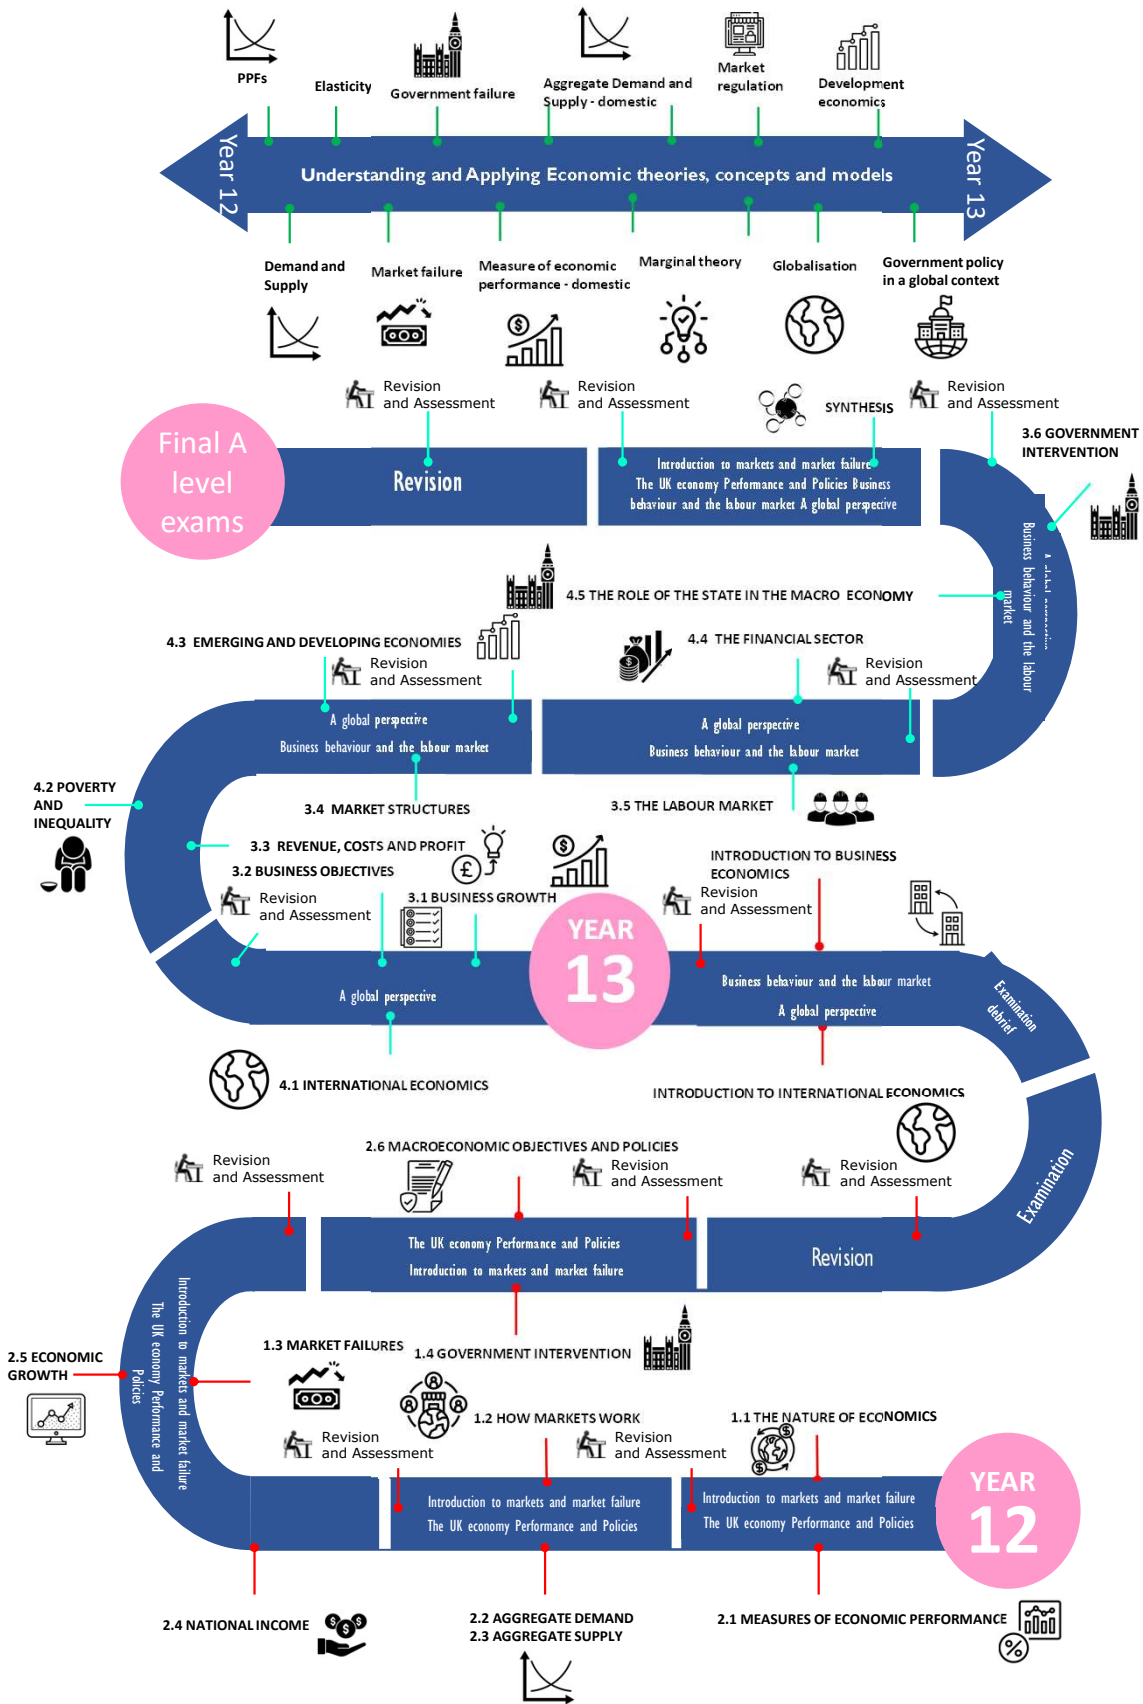 PPFs
Elasticity
Government failure
Aggregate Demand and
Supply - domestic
Market
regulation
Development
economics
Year 12
Understanding and Applying Economic theories, concepts and models
Year 13
Demand and
Supply
Market failure
Measure of economic
performance - domestic
Marginal theory
Globalisation
Government policy
in a global context
Revision
and Assessment
Revision
and Assessment
SYNTHESIS
Revision
and Assessment
3.6 GOVERNMENT
INTERVENTION
Final A
level
exams
Revision
Introduction to markets and market failure
The UK economy Performance and Policies Business
behaviour and the labour market A global perspective
A global perspective
Business behaviour and the labour
market
4.5 THE ROLE OF THE STATE IN THE MACRO ECONOMY
4.3 EMERGING AND DEVELOPING ECONOMIES
Revision
and Assessment
4.4 THE FINANCIAL SECTOR
Revision
and Assessment
A global perspective
Business behaviour and the labour market
A global perspective
Business behaviour and the labour market
4.2 POVERTY
AND
INEQUALITY
3.4 MARKET STRUCTURES
3.5 THE LABOUR MARKET
3.3 REVENUE, COSTS AND PROFIT
3.2 BUSINESS OBJECTIVES
Revision
and Assessment
3.1 BUSINESS GROWTH
INTRODUCTION TO BUSINESS
ECONOMICS
Revision
and Assessment
YEAR
13
A global perspective
Business behaviour and the labour market
A global perspective
Examination
debrief
4.1 INTERNATIONAL ECONOMICS
INTRODUCTION TO INTERNATIONAL ECONOMICS
2.6 MACROECONOMIC OBJECTIVES AND POLICIES
Revision
and Assessment
Revision
and Assessment
Revision
and Assessment
Examination
The UK economy Performance and Policies
Introduction to markets and market failure
Revision
Introduction to markets and market failure
The UK economy Performance and
Policies
2.5 ECONOMIC
GROWTH
1.3 MARKET FAILURES
1.4 GOVERNMENT INTERVENTION
1.2 HOW MARKETS WORK
1.1 THE NATURE OF ECONOMICS
Revision
and Assessment
Revision
and Assessment
Introduction to markets and market failure
The UK economy Performance and Policies
Introduction to markets and market failure
The UK economy Performance and Policies
YEAR
12
2.4 NATIONAL INCOME
2.2 AGGREGATE DEMAND
2.3 AGGREGATE SUPPLY
2.1 MEASURES OF ECONOMIC PERFORMANCE